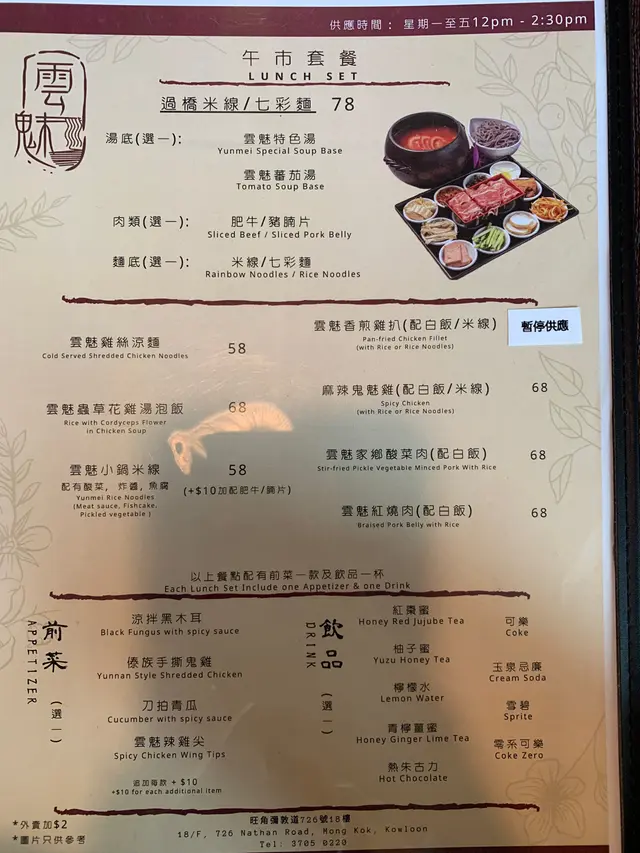 供應時間： 星期一至五12pm - 2:30pm
雲魅
午市套餐
LUNCH SET
過橋米線/七彩麵 78
湯底(選一): 雲魅特色湯
Yunmei Special Soup Base
雲魅蕃茄湯
Tomato Soup Base
肉類(選一): 肥牛/豬腩片
Sliced Beef / Sliced Pork Belly
麵底(選一): 米線/七彩麵
Rainbow Noodles / Rice Noodles
雲魅雞絲涼麵 58
Cold Served Shredded Chicken Noodles
雲魅蟲草花雞湯泡飯 68
Rice with Cordyceps Flower
in Chicken Soup
雲魅小鍋米線 58
配有酸菜, 炸醬, 魚腐 (+$10加配肥牛/腩片)
Yunmei Rice Noodles
(Meat sauce, Fishcake,
Pickled vegetable )
雲魅香煎雞扒(配白飯/米線) 暫停供應
Pan-fried Chicken Fillet
(with Rice or Rice Noodles)
麻辣鬼魅雞(配白飯/米線) 68
Spicy Chicken
(with Rice or Rice Noodles)
雲魅家鄉酸菜肉(配白飯) 68
Stir-fried Pickle Vegetable Minced Pork With Rice
雲魅紅燒肉(配白飯) 68
Braised Pork Belly with Rice
以上餐點配有前菜一款及飲品一杯
Each Lunch Set Include one Appetizer & one Drink
前菜 (選一)
APPETIZER
涼拌黑木耳
Black Fungus with spicy sauce
傣族手撕鬼雞
Yunnan Style Shredded Chicken
刀拍青瓜
Cucumber with spicy sauce
雲魅辣雞尖
Spicy Chicken Wing Tips
追加每款 + $10
+$10 for each additional item
飲品 (選一)
DRINK
紅棗蜜
Honey Red Jujube Tea
柚子蜜
Yuzu Honey Tea
檸檬水
Lemon Water
青檸薑蜜
Honey Ginger Lime Tea
熱朱古力
Hot Chocolate
可樂
Coke
玉泉忌廉
Cream Soda
雪碧
Sprite
零系可樂
Coke Zero
*外賣加$2
*圖片只供參考
旺角彌敦道726號18樓
18/F, 726 Nathan Road, Mong Kok, Kowloon
Tel: 3705 0220